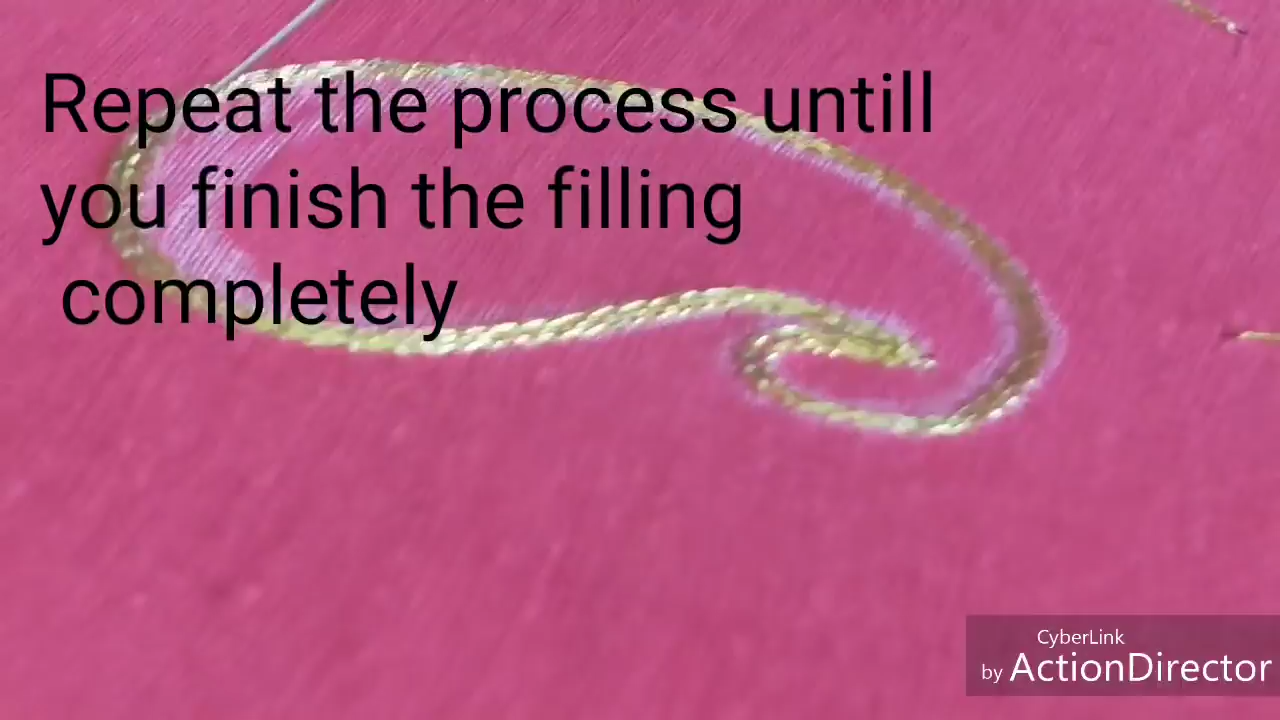 Repeat the process untill
you finish the filling
completely
CyberLink
by ActionDirector